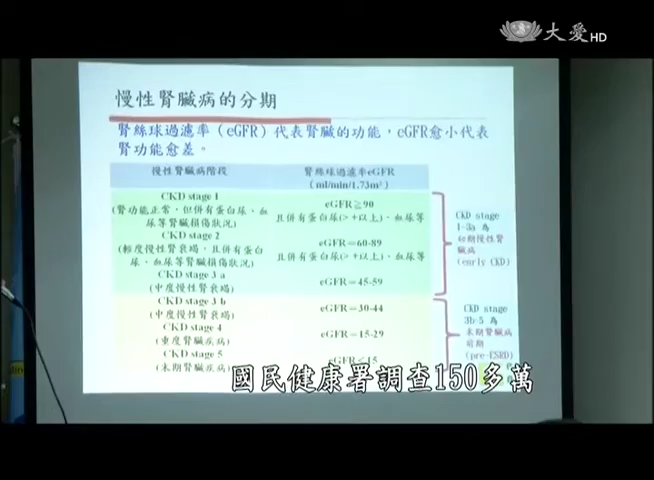 大愛HD
慢性腎臟病的分期
腎絲球過濾率（eGFR）代表腎臟的功能，eGFR愈小代表
腎功能愈差。
慢性腎臟病階段
腎絲球過濾率eGFR
(ml/min/1.73m²)
CKD stage 1
(腎功能正常，但併有蛋白尿、血
尿等腎臟損傷狀況)
eGFR≧90
且併有蛋白尿(> +以上)、血尿等
CKD stage 2
(輕度慢性腎衰竭，且併有蛋白
尿、血尿等腎臟損傷狀況)
eGFR=60-89
且併有蛋白尿(> +以上)、血尿等
CKD stage 3 a
(中度慢性腎衰竭)
eGFR=45-59
CKD stage
1-3a 為
初期慢性腎
臟病
(early CKD)
CKD stage 3 b
(中度慢性腎衰竭)
eGFR=30-44
CKD stage 4
(重度腎臟疾病)
eGFR=15-29
CKD stage 5
(末期腎臟疾病)
eGFR<15
CKD stage
3b-5 為
末期腎臟病
前期
(pre-ESRD)
國民健康署調查150多萬